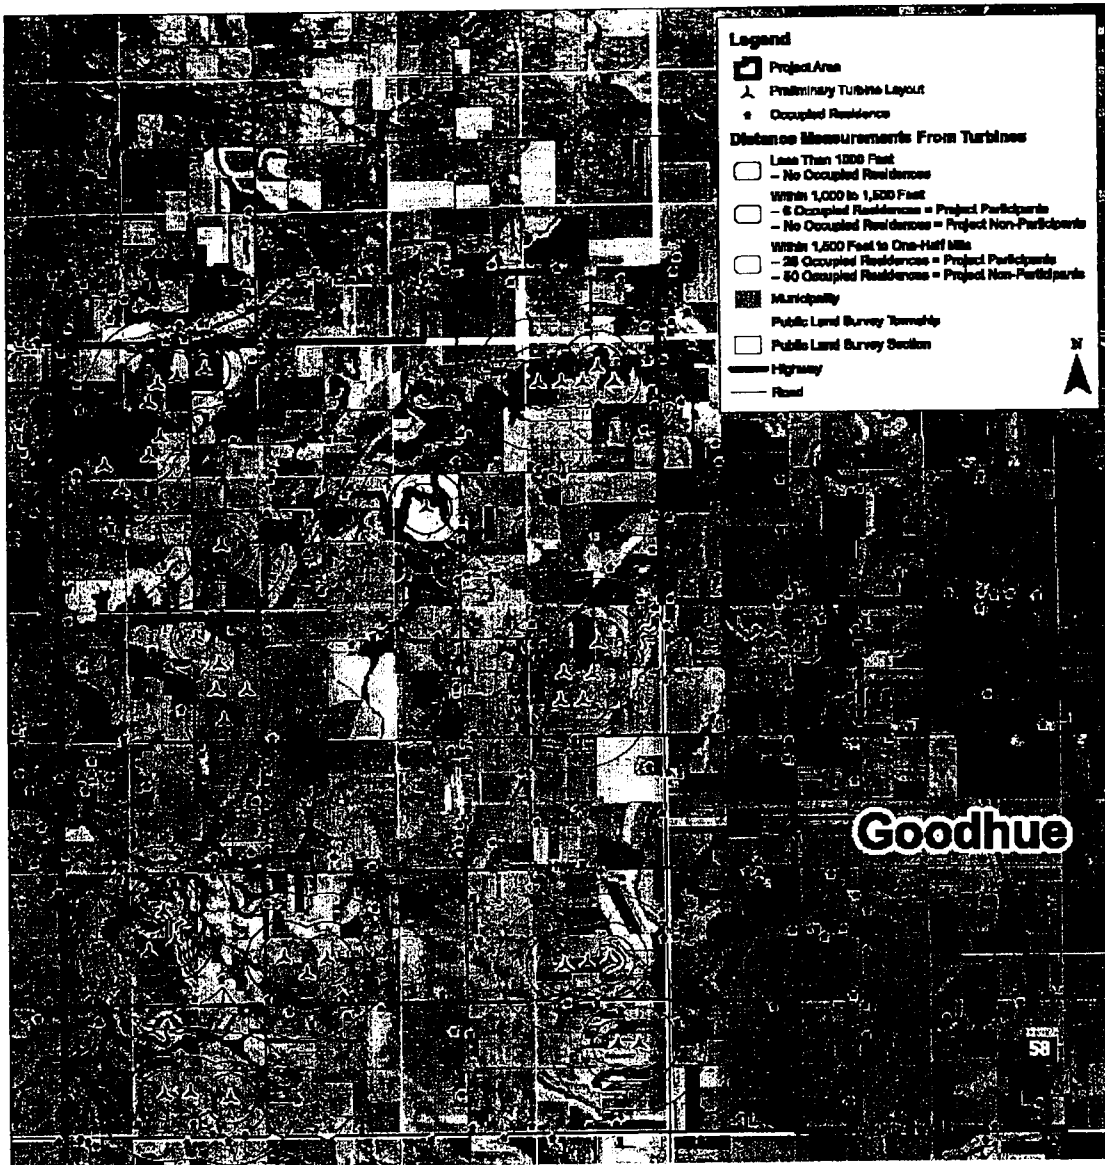 Legend
Project Area
Preliminary Turbine Layout
Occupied Residence
Distance Measurements From Turbines
Less Than 1000 Feet
– No Occupied Residences
Within 1,000 to 1,500 Feet
– 6 Occupied Residences = Project Participants
– No Occupied Residences = Project Non-Participants
Within 1,500 Feet to One-Half Mile
– Occupied Residences = Project Participants
– 50 Occupied Residences = Project Non-Participants
Municipality
Public Land Survey Township
Public Land Survey Section
Highway
Road
N
15
Goodhue
58